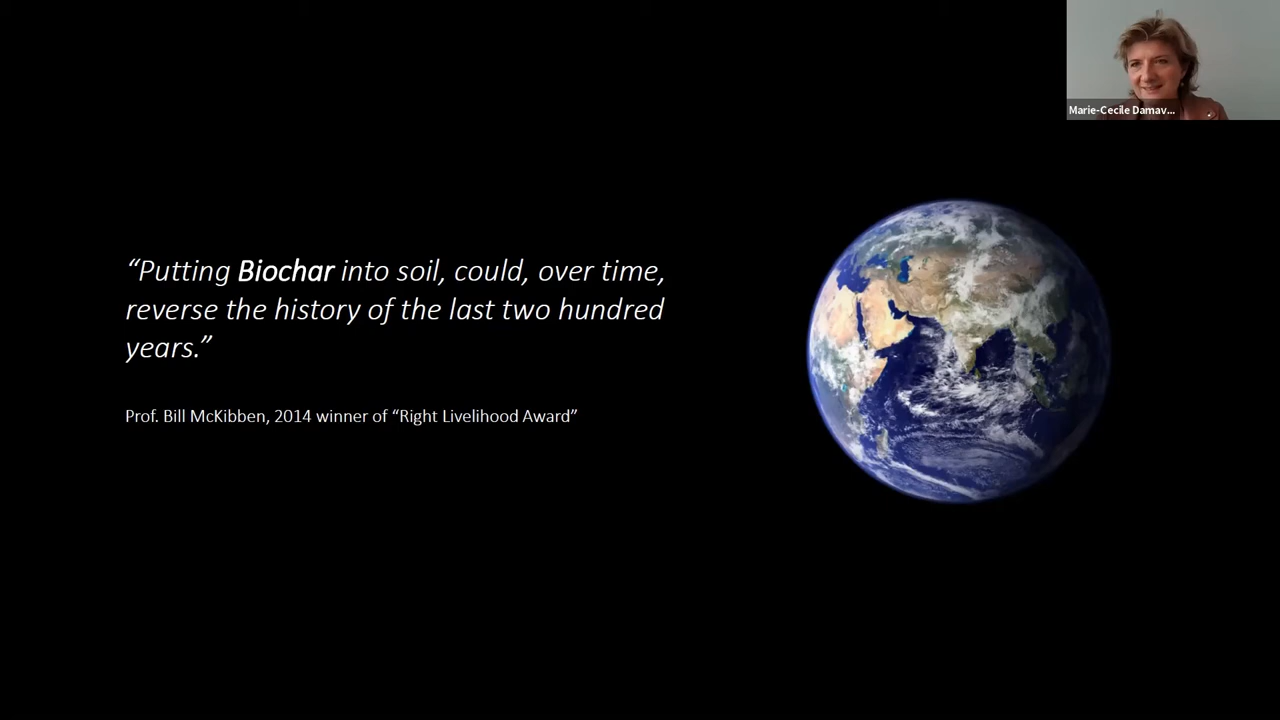 Marie-Cecile Damav...
“Putting Biochar into soil, could, over time,
reverse the history of the last two hundred
years.”
Prof. Bill McKibben, 2014 winner of “Right Livelihood Award”